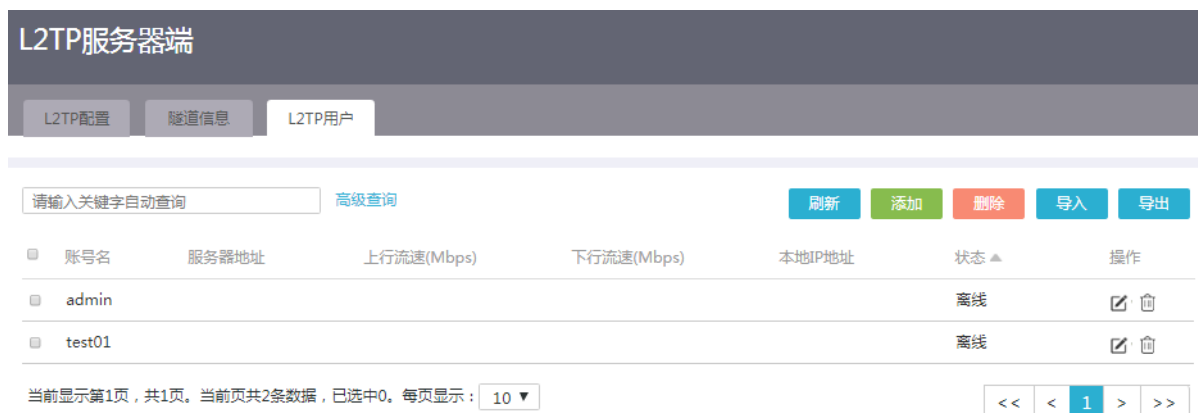 L2TP服务器端
L2TP配置 隧道信息 L2TP用户
请输入关键字自动查询 高级查询 刷新 添加 删除 导入 导出
账号名 服务器地址 上行流速(Mbps) 下行流速(Mbps) 本地IP地址 状态 操作
admin 离线
test01 离线
当前显示第1页，共1页。当前页共2条数据，已选中0。每页显示： 10 << < 1 > >>